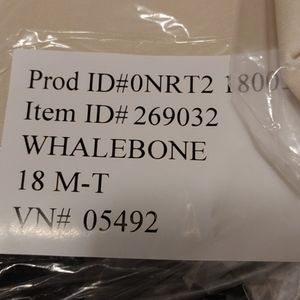 Prod ID#0NRT2 1800
Item ID# 269032
WHALEBONE
18 M-T
VN# 05492